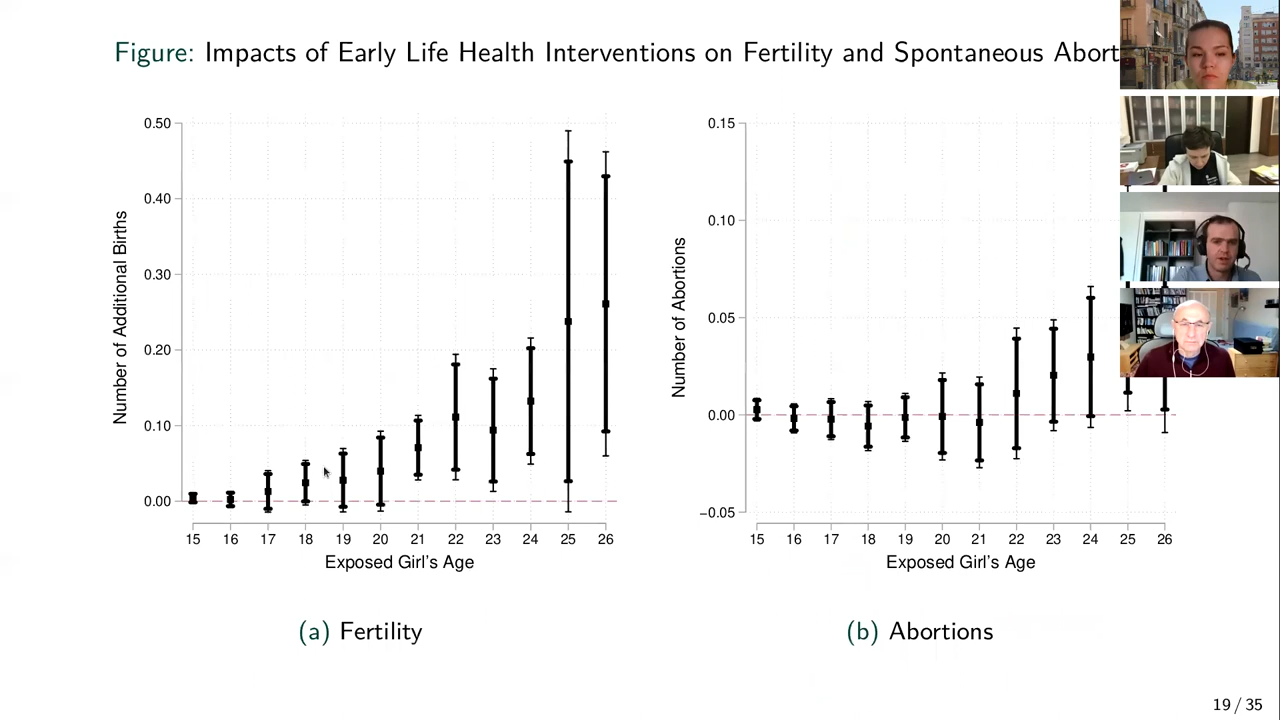 Figure: Impacts of Early Life Health Interventions on Fertility and Spontaneous Abort
0.50
0.40
0.30
0.20
0.10
0.00
Number of Additional Births
15 16 17 18 19 20 21 22 23 24 25 26
Exposed Girl's Age
(a) Fertility
0.15
0.10
0.05
0.00
−0.05
Number of Abortions
15 16 17 18 19 20 21 22 23 24 25 26
Exposed Girl's Age
(b) Abortions
19 / 35